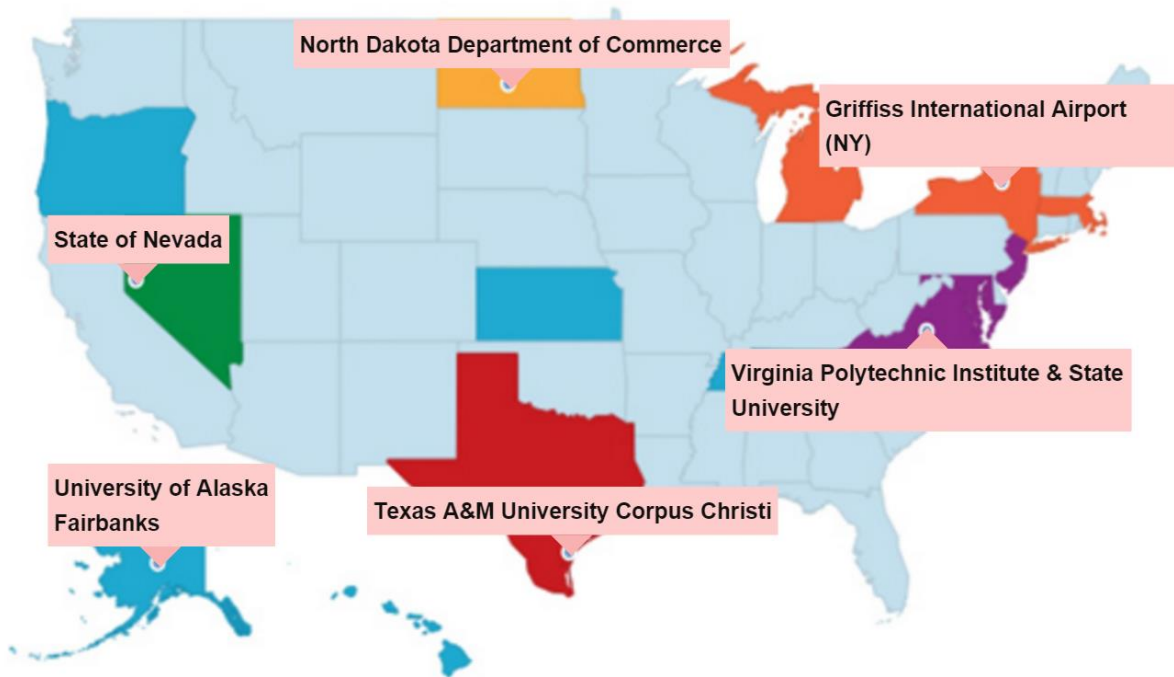 North Dakota Department of Commerce
Griffiss International Airport
(NY)
State of Nevada
Virginia Polytechnic Institute & State
University
University of Alaska
Fairbanks
Texas A&M University Corpus Christi